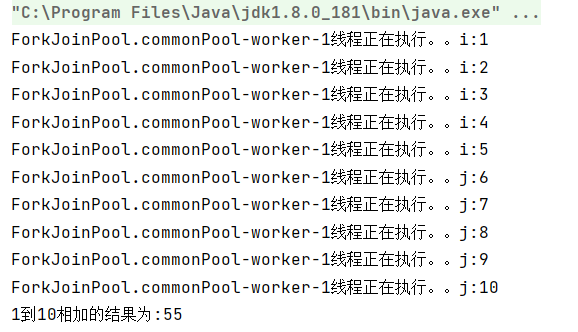 "C:\Program Files\Java\jdk1.8.0_181\bin\java.exe" ...
ForkJoinPool.commonPool-worker-1线程正在执行。。i:1
ForkJoinPool.commonPool-worker-1线程正在执行。。i:2
ForkJoinPool.commonPool-worker-1线程正在执行。。i:3
ForkJoinPool.commonPool-worker-1线程正在执行。。i:4
ForkJoinPool.commonPool-worker-1线程正在执行。。i:5
ForkJoinPool.commonPool-worker-1线程正在执行。。j:6
ForkJoinPool.commonPool-worker-1线程正在执行。。j:7
ForkJoinPool.commonPool-worker-1线程正在执行。。j:8
ForkJoinPool.commonPool-worker-1线程正在执行。。j:9
ForkJoinPool.commonPool-worker-1线程正在执行。。j:10
1到10相加的结果为:55